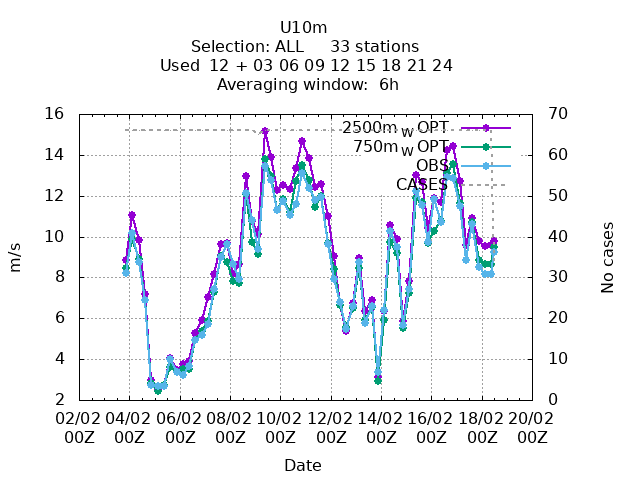 U10m
Selection: ALL     33 stations
Used  12 + 03 06 09 12 15 18 21 24
Averaging window:  6h
16
14
12
10
8
6
4
2
m/s
70
60
50
40
30
20
10
0
No cases
2500m_W OPT
750m_W OPT
OBS
CASES
02/02 04/02 06/02 08/02 10/02 12/02 14/02 16/02 18/02 20/02
00Z 00Z 00Z 00Z 00Z 00Z 00Z 00Z 00Z 00Z
Date